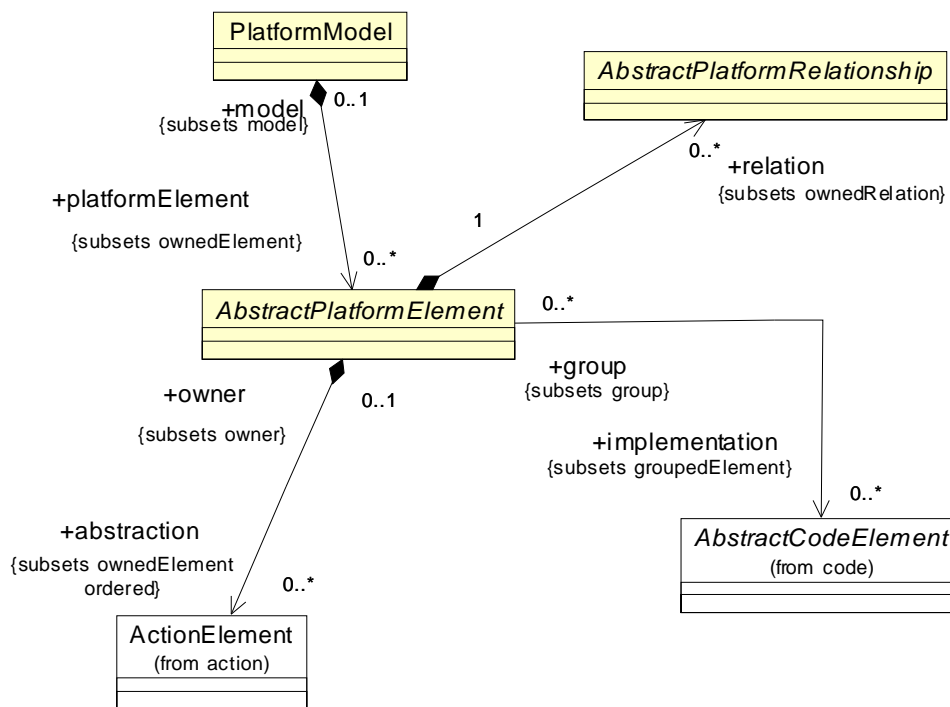 PlatformModel
AbstractPlatformRelationship
+model
0..1
{subsets model}
0..*
+relation
{subsets ownedRelation}
+platformElement
{subsets ownedElement}
1
0..*
AbstractPlatformElement
0..*
+owner
{subsets owner}
0..1
+group
{subsets group}
+implementation
{subsets groupedElement}
0..*
+abstraction
{subsets ownedElement
ordered}
0..*
AbstractCodeElement
(from code)
ActionElement
(from action)